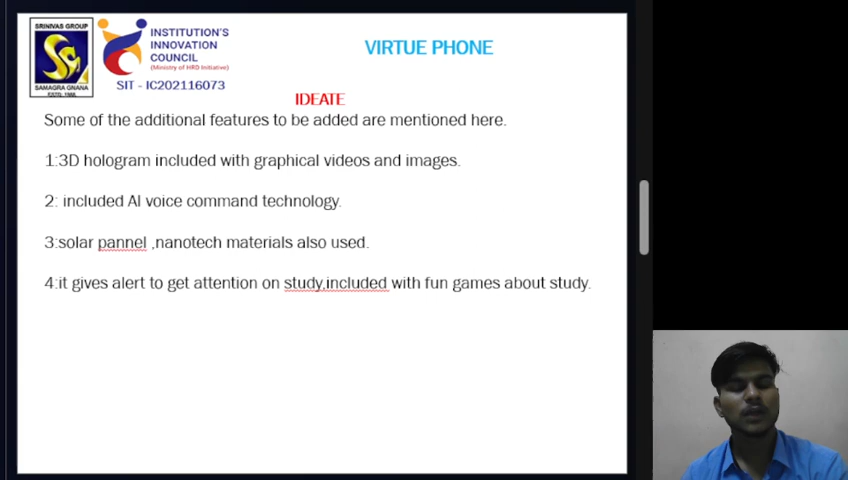 SRINIVAS GROUP
SAMAGRA GNANA
ESTD.1988
INSTITUTION'S
INNOVATION
COUNCIL
(Ministry of HRD Initiative)
SIT - IC202116073
VIRTUE PHONE
IDEATE
Some of the additional features to be added are mentioned here.
1:3D hologram included with graphical videos and images.
2: included AI voice command technology.
3:solar pannel ,nanotech materials also used.
4:it gives alert to get attention on study,included with fun games about study.